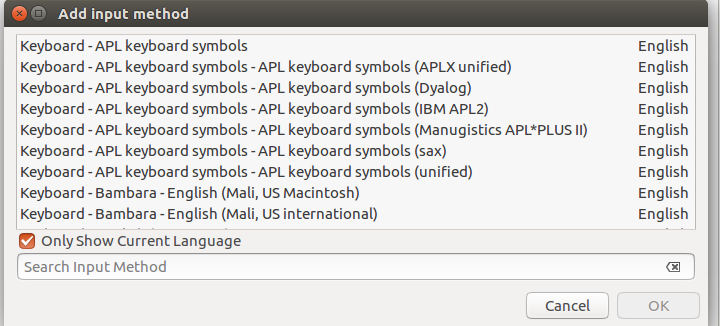 Add input method
Keyboard - APL keyboard symbols English
Keyboard - APL keyboard symbols - APL keyboard symbols (APLX unified) English
Keyboard - APL keyboard symbols - APL keyboard symbols (Dyalog) English
Keyboard - APL keyboard symbols - APL keyboard symbols (IBM APL2) English
Keyboard - APL keyboard symbols - APL keyboard symbols (Manugistics APL*PLUS II) English
Keyboard - APL keyboard symbols - APL keyboard symbols (sax) English
Keyboard - APL keyboard symbols - APL keyboard symbols (unified) English
Keyboard - Bambara - English (Mali, US Macintosh) English
Keyboard - Bambara - English (Mali, US international) English
Only Show Current Language
Search Input Method
Cancel OK